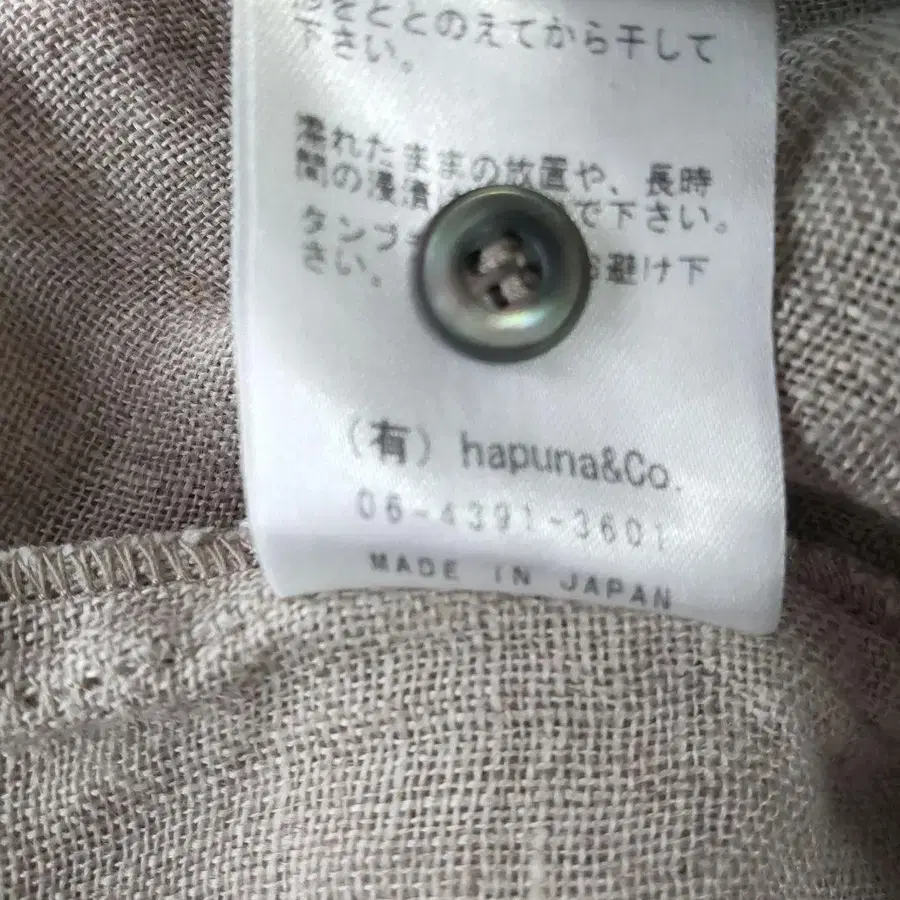 ととのえてから干して
下さい。
濡れたままの放置や、長時
間の浸漬 で下さい。
タンブ 避け下
さい。
(有) hapuna&Co.
06-4391-3601
MADE IN JAPAN